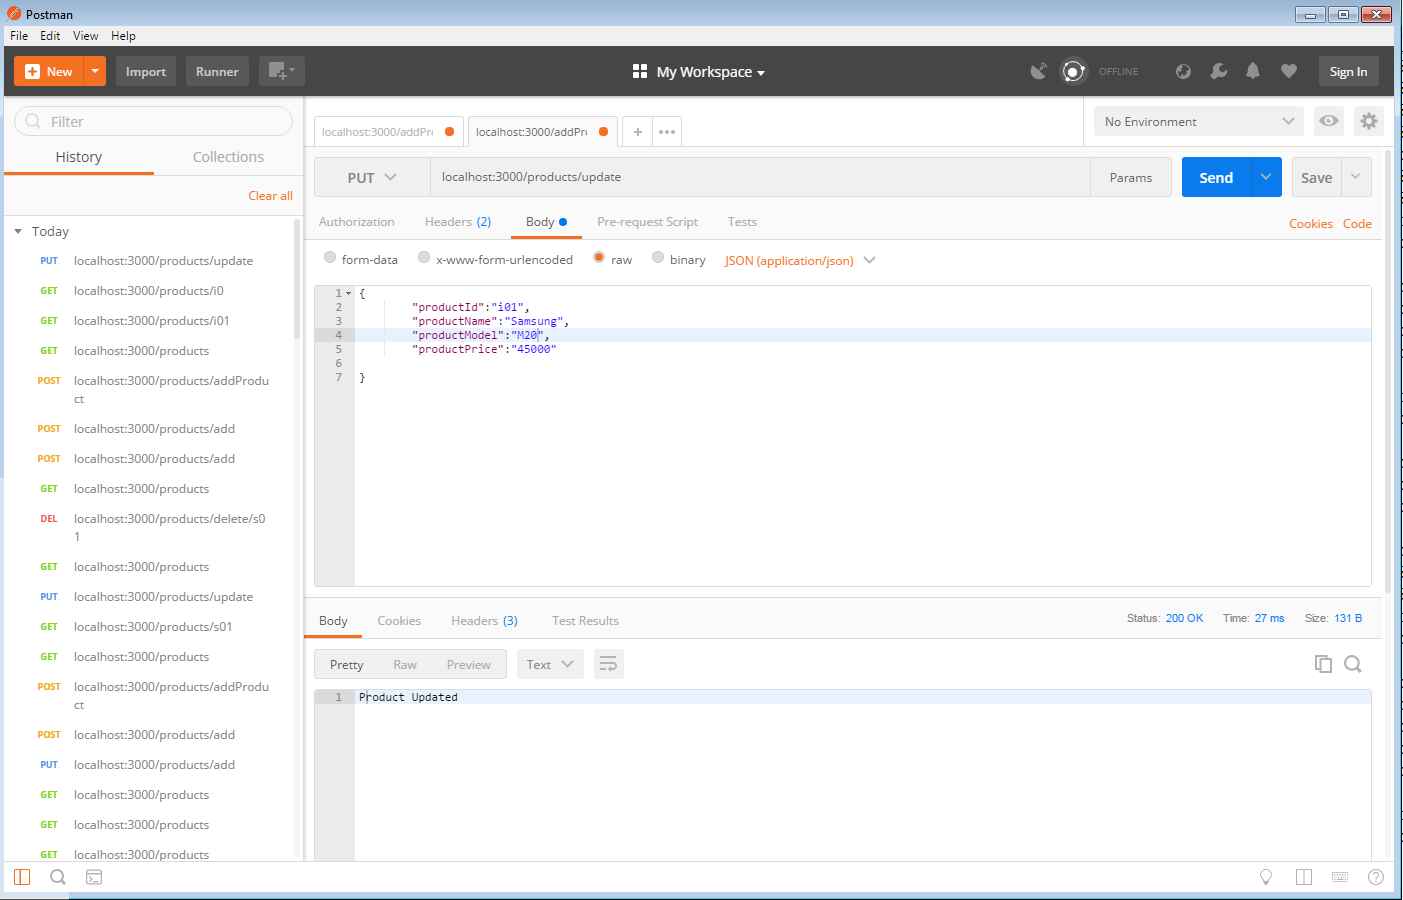 Postman
File Edit View Help
New Import Runner My Workspace OFFLINE Sign In
Filter
History Collections
Clear all
Today
PUT localhost:3000/products/update
GET localhost:3000/products/i0
GET localhost:3000/products/i01
GET localhost:3000/products
POST localhost:3000/products/addProdu
ct
POST localhost:3000/products/add
POST localhost:3000/products/add
GET localhost:3000/products
DEL localhost:3000/products/delete/s0
1
GET localhost:3000/products
PUT localhost:3000/products/update
GET localhost:3000/products/s01
GET localhost:3000/products
POST localhost:3000/products/addProdu
ct
POST localhost:3000/products/add
PUT localhost:3000/products/add
GET localhost:3000/products
GET localhost:3000/products
GET localhost:3000/products
localhost:3000/addPr localhost:3000/addPr + No Environment
PUT localhost:3000/products/update Params Send Save
Authorization Headers (2) Body Pre-request Script Tests Cookies Code
form-data x-www-form-urlencoded raw binary JSON (application/json)
1 {
2 "productId":"i01",
3 "productName":"Samsung",
4 "productModel":"M20",
5 "productPrice":"45000"
6
7 }
Body Cookies Headers (3) Test Results Status: 200 OK Time: 27 ms Size: 131 B
Pretty Raw Preview Text
1 Product Updated